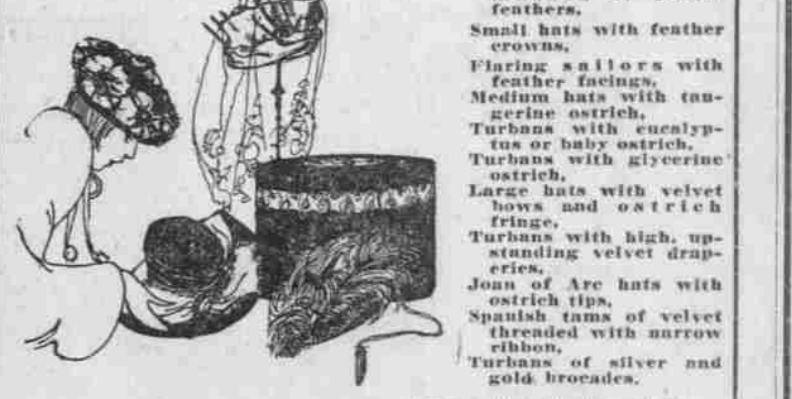 feathers,
Small hats with feather
crowns,
Flaring sailors with
feather facings,
Medium hats with tan-
gerine ostrich,
Turbans with eucalyp-
tus or baby ostrich,
Turbans with glycerine
ostrich,
Large hats with velvet
bows and ostrich
fringe,
Turbans with high, up-
standing velvet drap-
eries,
Joan of Arc hats with
ostrich tips,
Spanish tams of velvet
threaded with narrow
ribbon,
Turbans of silver and
gold brocades.